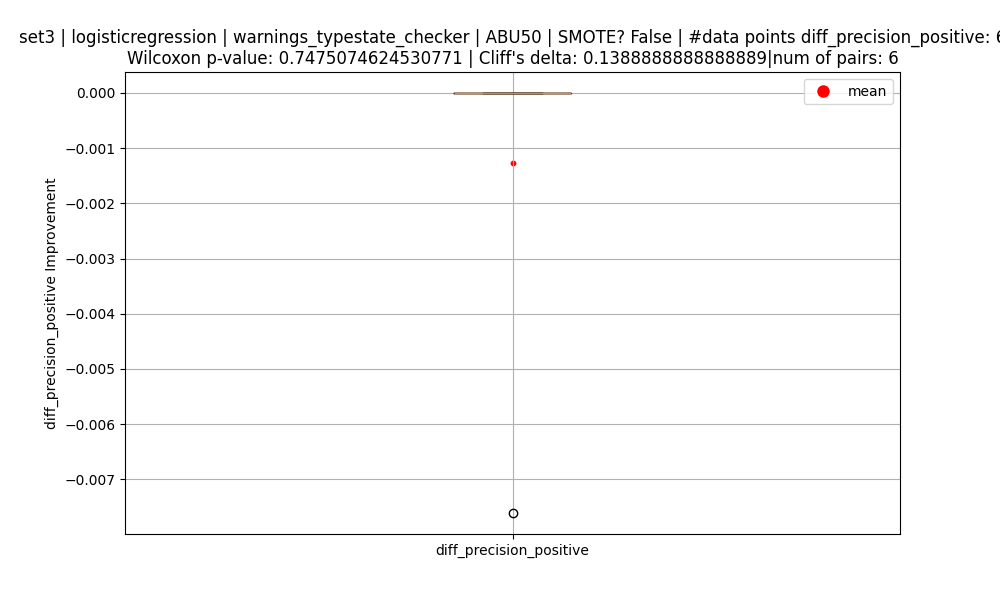 set3 | logisticregression | warnings_typestate_checker | ABU50 | SMOTE? False | #data points diff_precision_positive: 6
Wilcoxon p-value: 0.7475074624530771 | Cliff's delta: 0.1388888888888889|num of pairs: 6
mean
0.000
−0.001
−0.002
−0.003
−0.004
−0.005
−0.006
−0.007
diff_precision_positive Improvement
diff_precision_positive